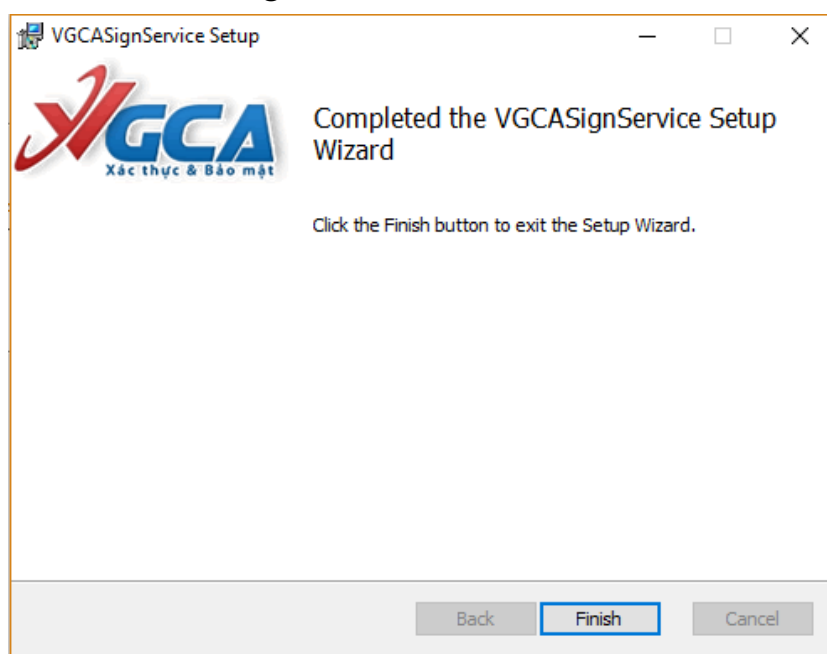 VGCASignService Setup
VGCA
Xác thực & Bảo mật
Completed the VGCASignService Setup
Wizard
Click the Finish button to exit the Setup Wizard.
Back
Finish
Cancel